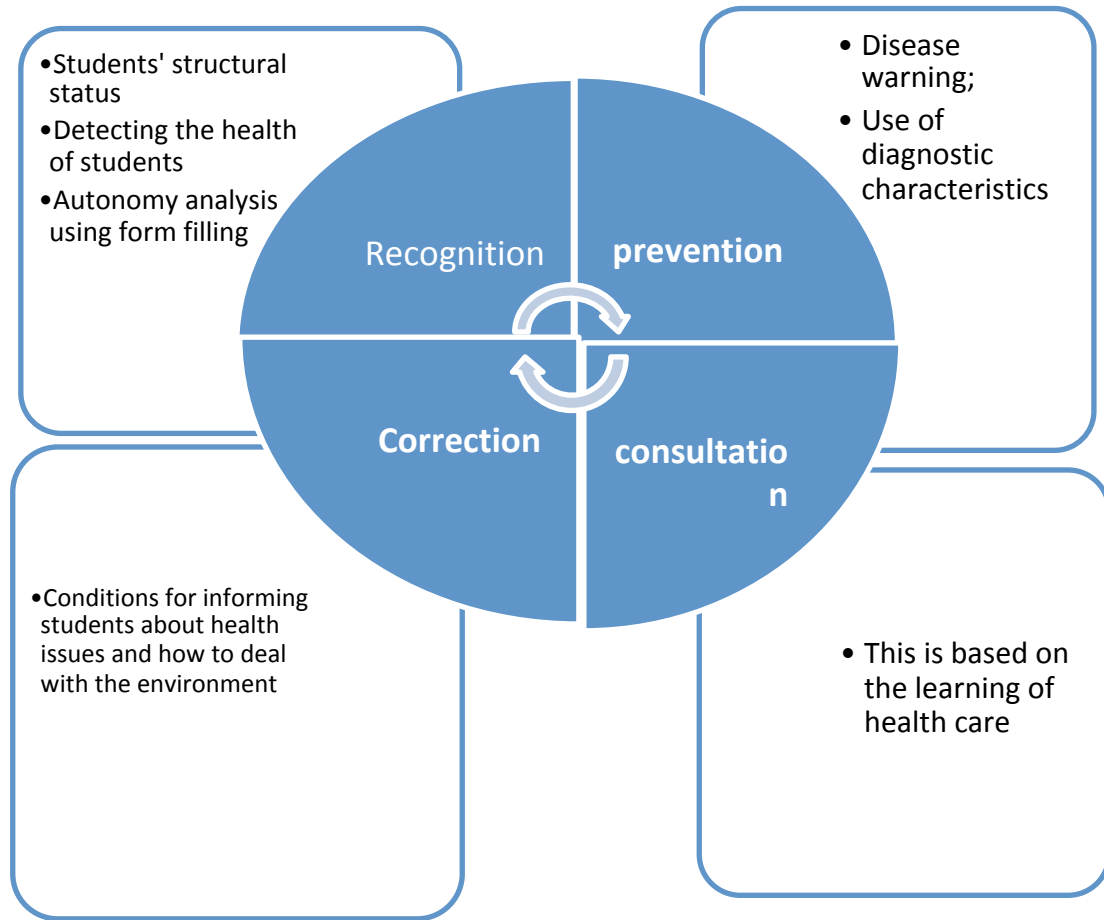 •Students' structural
status
•Detecting the health
of students
•Autonomy analysis
using form filling
• Disease
warning;
• Use of
diagnostic
characteristics
Recognition
prevention
Correction
consultatio
n
•Conditions for informing
students about health
issues and how to deal
with the environment
• This is based on
the learning of
health care